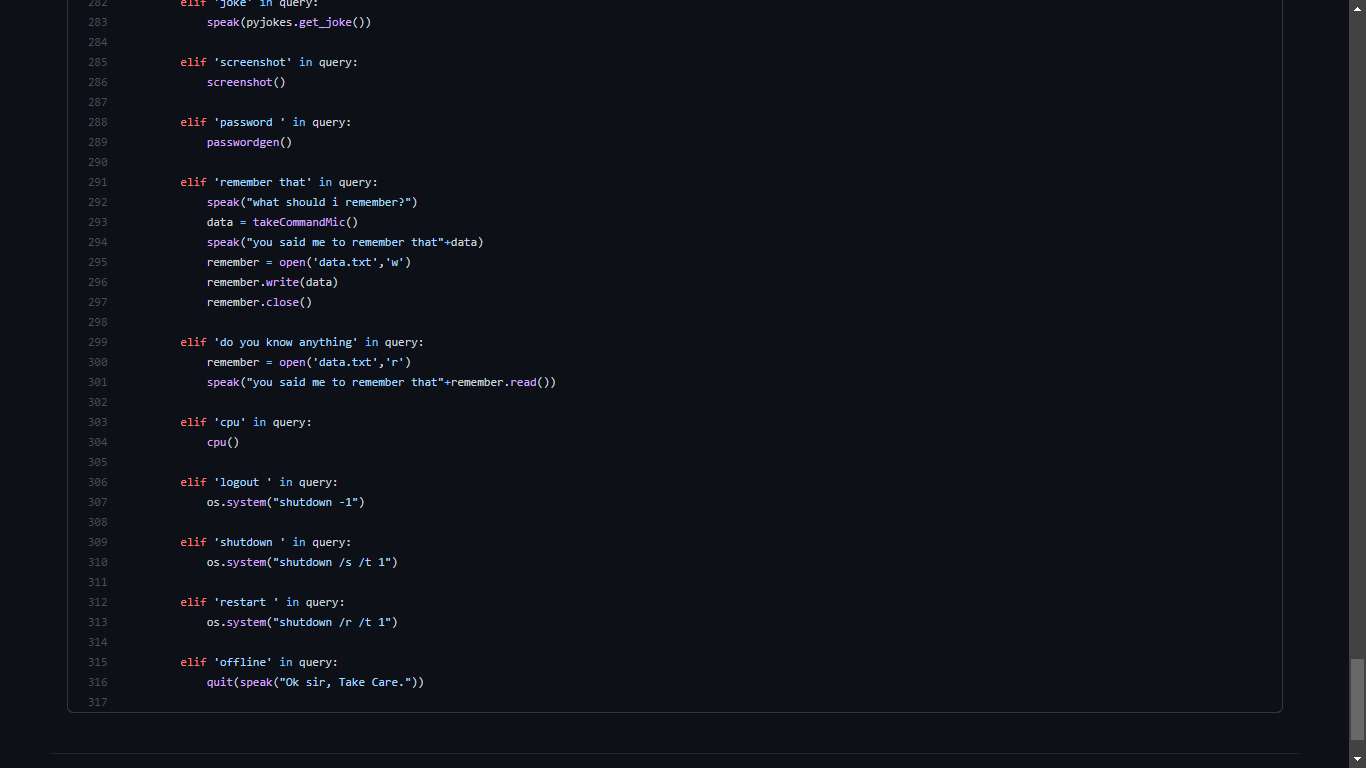 282 elif 'joke' in query:
283 speak(pyjokes.get_joke())
284
285 elif 'screenshot' in query:
286 screenshot()
287
288 elif 'password ' in query:
289 passwordgen()
290
291 elif 'remember that' in query:
292 speak("what should i remember?")
293 data = takeCommandMic()
294 speak("you said me to remember that"+data)
295 remember = open('data.txt','w')
296 remember.write(data)
297 remember.close()
298
299 elif 'do you know anything' in query:
300 remember = open('data.txt','r')
301 speak("you said me to remember that"+remember.read())
302
303 elif 'cpu' in query:
304 cpu()
305
306 elif 'logout ' in query:
307 os.system("shutdown -1")
308
309 elif 'shutdown ' in query:
310 os.system("shutdown /s /t 1")
311
312 elif 'restart ' in query:
313 os.system("shutdown /r /t 1")
314
315 elif 'offline' in query:
316 quit(speak("Ok sir, Take Care."))
317